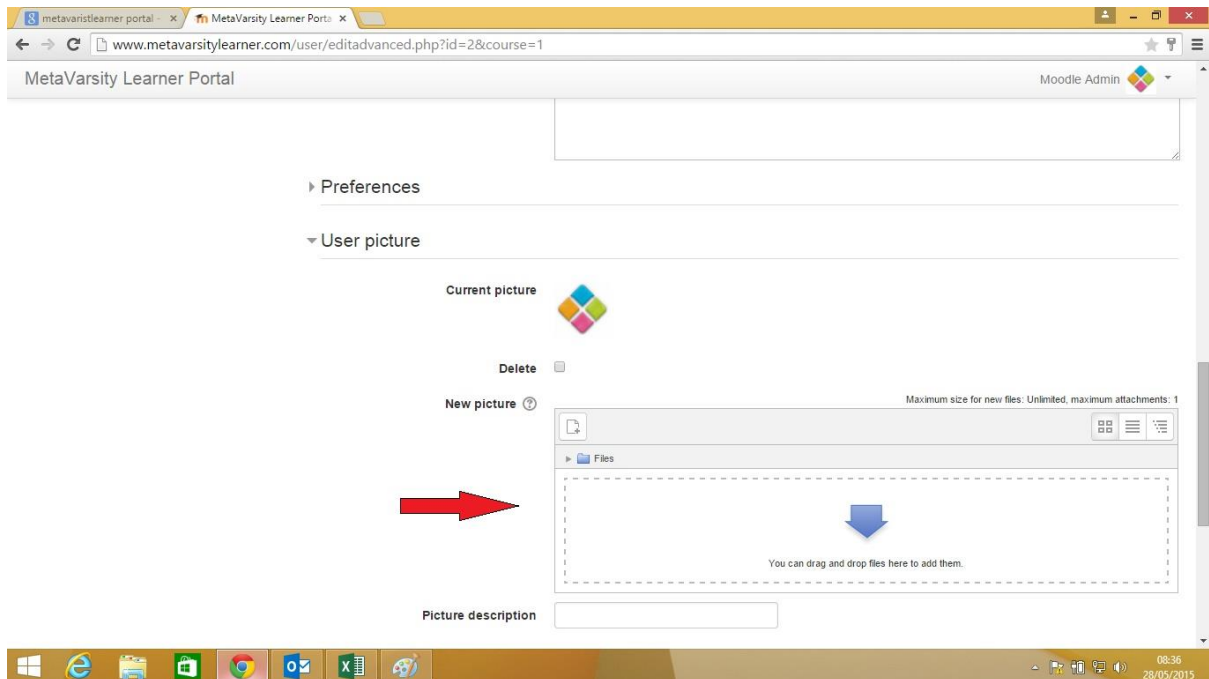 metavaristlearner portal -
MetaVarsity Learner Porta
www.metavarsitylearner.com/user/editadvanced.php?id=2&course=1
MetaVarsity Learner Portal
Moodle Admin
Preferences
User picture
Current picture
Delete
New picture
Maximum size for new files: Unlimited, maximum attachments: 1
Files
You can drag and drop files here to add them.
Picture description
08:36
28/05/2015